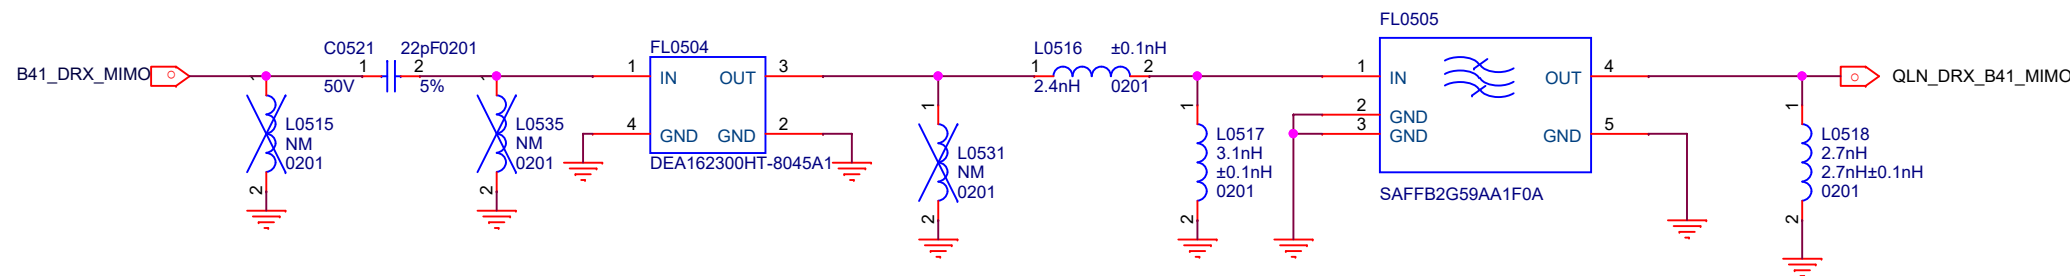 FL0505
C0521 22pF0201 FL0504 L0516 ±0.1nH
B41_DRX_MIMO 1 2 1 IN OUT 3 1 2 1 IN OUT 4 QLN_DRX_B41_MIMO
50V 5% 2.4nH 0201
1 2 GND 1
L0515 L0535 4 GND GND 2 L0517 3 GND GND 5 L0518
NM NM L0531 3.1nH 2.7nH
0201 0201 DEA162300HT-8045A1 NM ±0.1nH 2.7nH±0.1nH
2 2 0201 0201 SAFFB2G59AA1F0A 0201
2 2 2
1